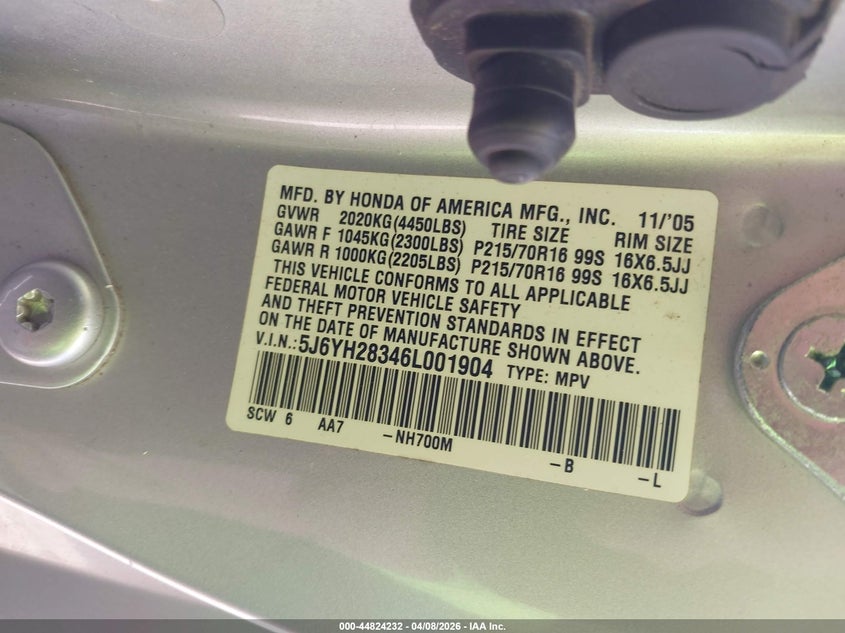 MFD. BY HONDA OF AMERICA MFG., INC. 11/'05
GVWR 2020KG(4450LBS) TIRE SIZE RIM SIZE
GAWR F 1045KG(2300LBS) P215/70R16 99S 16X6.5JJ
GAWR R 1000KG(2205LBS) P215/70R16 99S 16X6.5JJ
THIS VEHICLE CONFORMS TO ALL APPLICABLE
FEDERAL MOTOR VEHICLE SAFETY
AND THEFT PREVENTION STANDARDS IN EFFECT
ON THE DATE OF MANUFACTURE SHOWN ABOVE.
V.I.N.:5J6YH28346L001904 TYPE: MPV
SCW 6 AA7 -NH700M -B -L
000-44824232 - 04/08/2026 - IAA Inc.